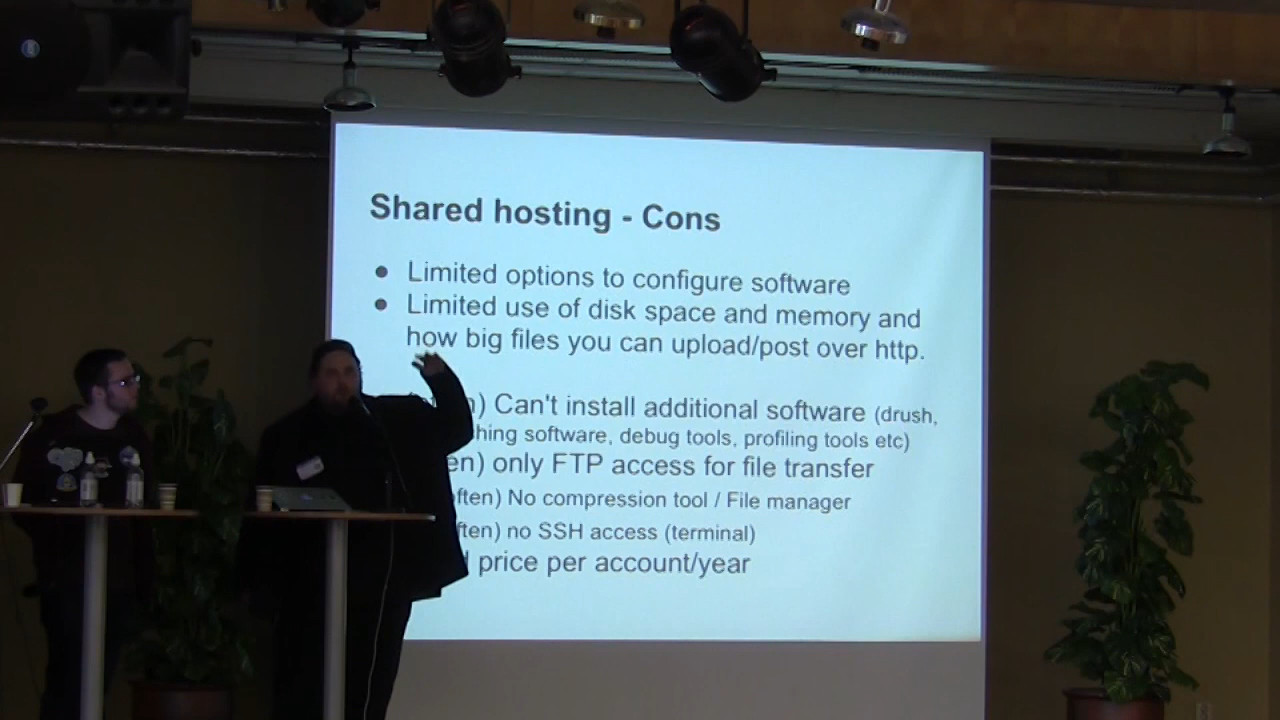 Shared hosting - Cons
● Limited options to configure software
● Limited use of disk space and memory and
how big files you can upload/post over http.
Can't install additional software (drush,
software, debug tools, profiling tools etc)
only FTP access for file transfer
No compression tool / File manager
no SSH access (terminal)
price per account/year